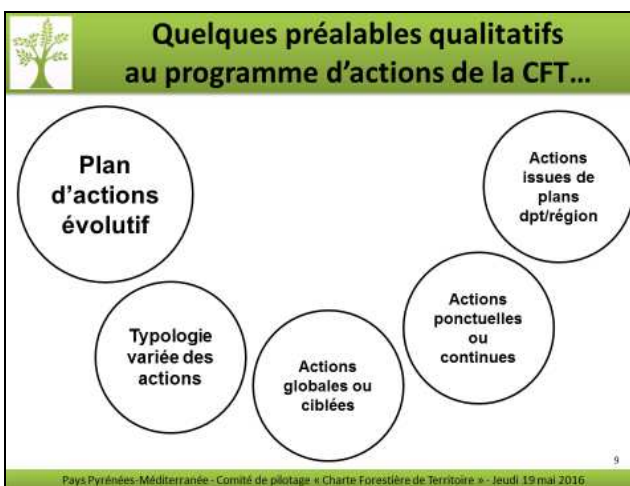 Quelques préalables qualitatifs
au programme d'actions de la CFT...
Plan
d'actions
évolutif
Typologie
variée des
actions
Actions
globales ou
ciblées
Actions
ponctuelles
ou
continues
Actions
issues de
plans
dpt/région
9
Pays Pyrénées-Méditerranée - Comité de pilotage « Charte Forestière de Territoire » - Jeudi 19 mai 2016